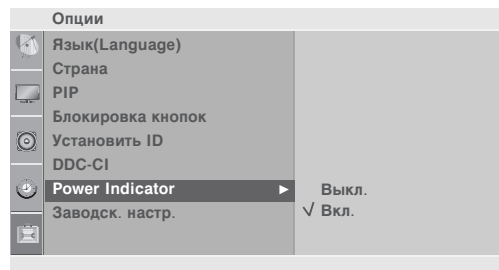 Опции
Язык(Language)
Страна
PIP
Блокировка кнопок
Установить ID
DDC-CI
Power Indicator ►
Выкл.
Заводск. настр.
√ Вкл.